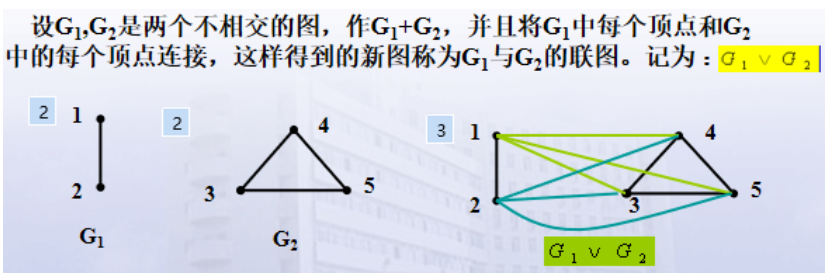 设G₁,G₂是两个不相交的图，作G₁+G₂，并且将G₁中每个顶点和G₂
中的每个顶点连接，这样得到的新图称为G₁与G₂的联图。记为：G₁∨G₂
2 1 2 4 3 1 4
2 3 5 2 3 5
G₁ G₂ G₁∨G₂